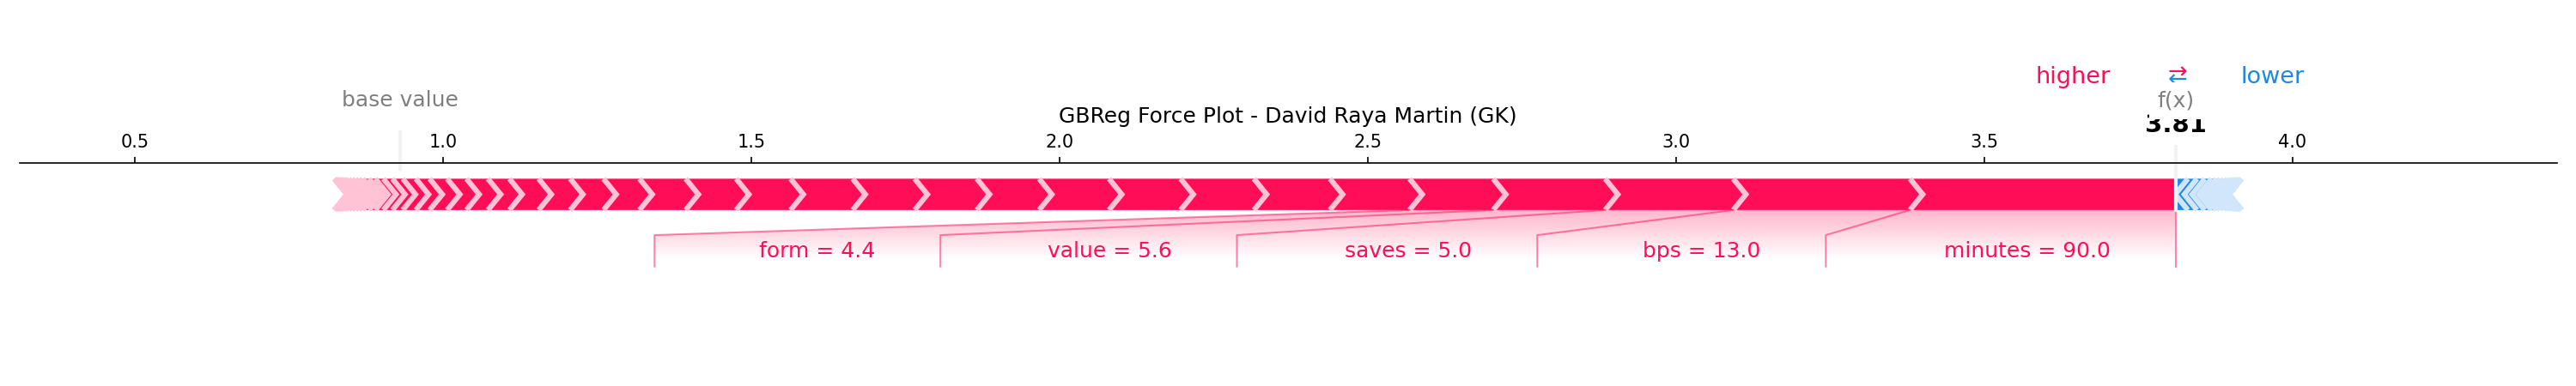 higher ⇄ lower
base value
f(x)
GBReg Force Plot - David Raya Martin (GK)
3.81
0.5 1.0 1.5 2.0 2.5 3.0 3.5 4.0
form = 4.4 value = 5.6 saves = 5.0 bps = 13.0 minutes = 90.0